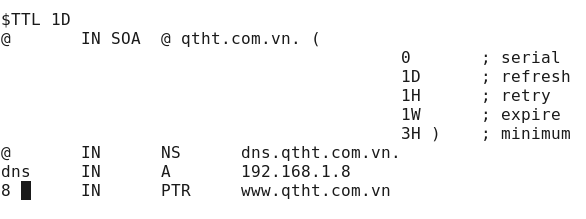 $TTL 1D
@       IN SOA  @ qtht.com.vn. (
                                        0       ; serial
                                        1D      ; refresh
                                        1H      ; retry
                                        1W      ; expire
                                        3H )    ; minimum
@       IN      NS      dns.qtht.com.vn.
dns     IN      A       192.168.1.8
8       IN      PTR     www.qtht.com.vn